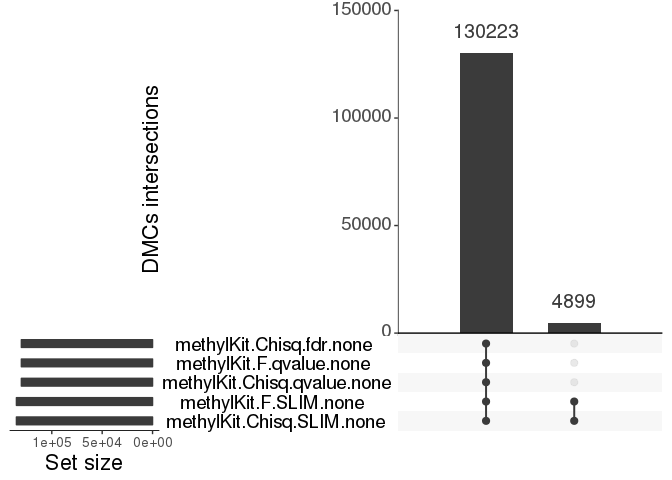 150000
130223
100000
DMCs intersections
50000
4899
0
methylKit.Chisq.fdr.none
methylKit.F.qvalue.none
methylKit.Chisq.qvalue.none
methylKit.F.SLIM.none
methylKit.Chisq.SLIM.none
1e+05 5e+04 0e+00
Set size